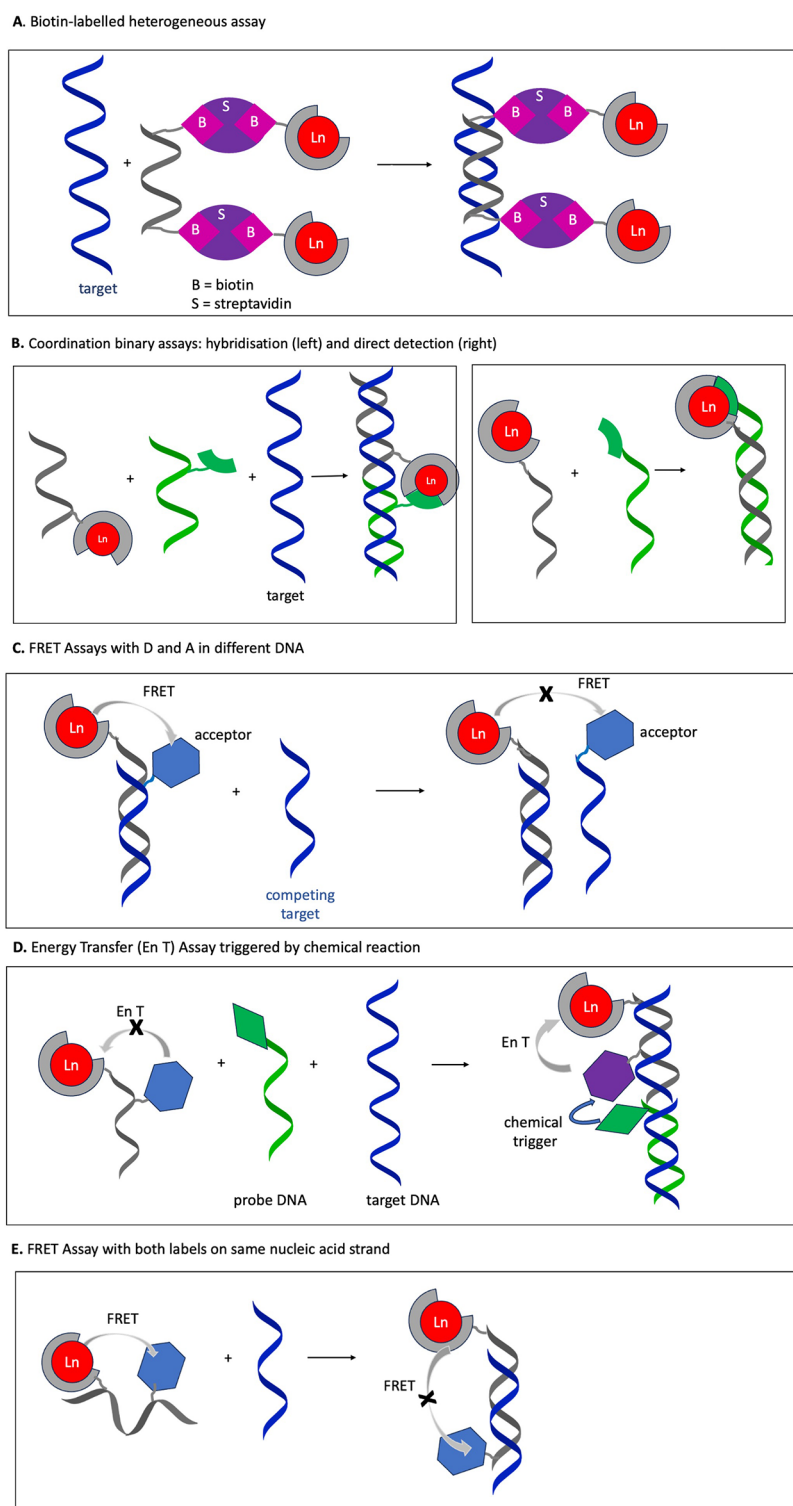 A. Biotin-labelled heterogeneous assay
S
B
B
Ln
+
S
B
B
Ln
target
B = biotin
S = streptavidin
S
B
B
Ln
S
B
B
Ln
B. Coordination binary assays: hybridisation (left) and direct detection (right)
Ln
+
+
target
Ln
Ln
+
Ln
C. FRET Assays with D and A in different DNA
FRET
Ln
acceptor
+
competing
target
FRET
X
Ln
acceptor
D. Energy Transfer (En T) Assay triggered by chemical reaction
En T
X
Ln
+
+
probe DNA
target DNA
Ln
En T
chemical
trigger
E. FRET Assay with both labels on same nucleic acid strand
FRET
Ln
+
Ln
FRET
X